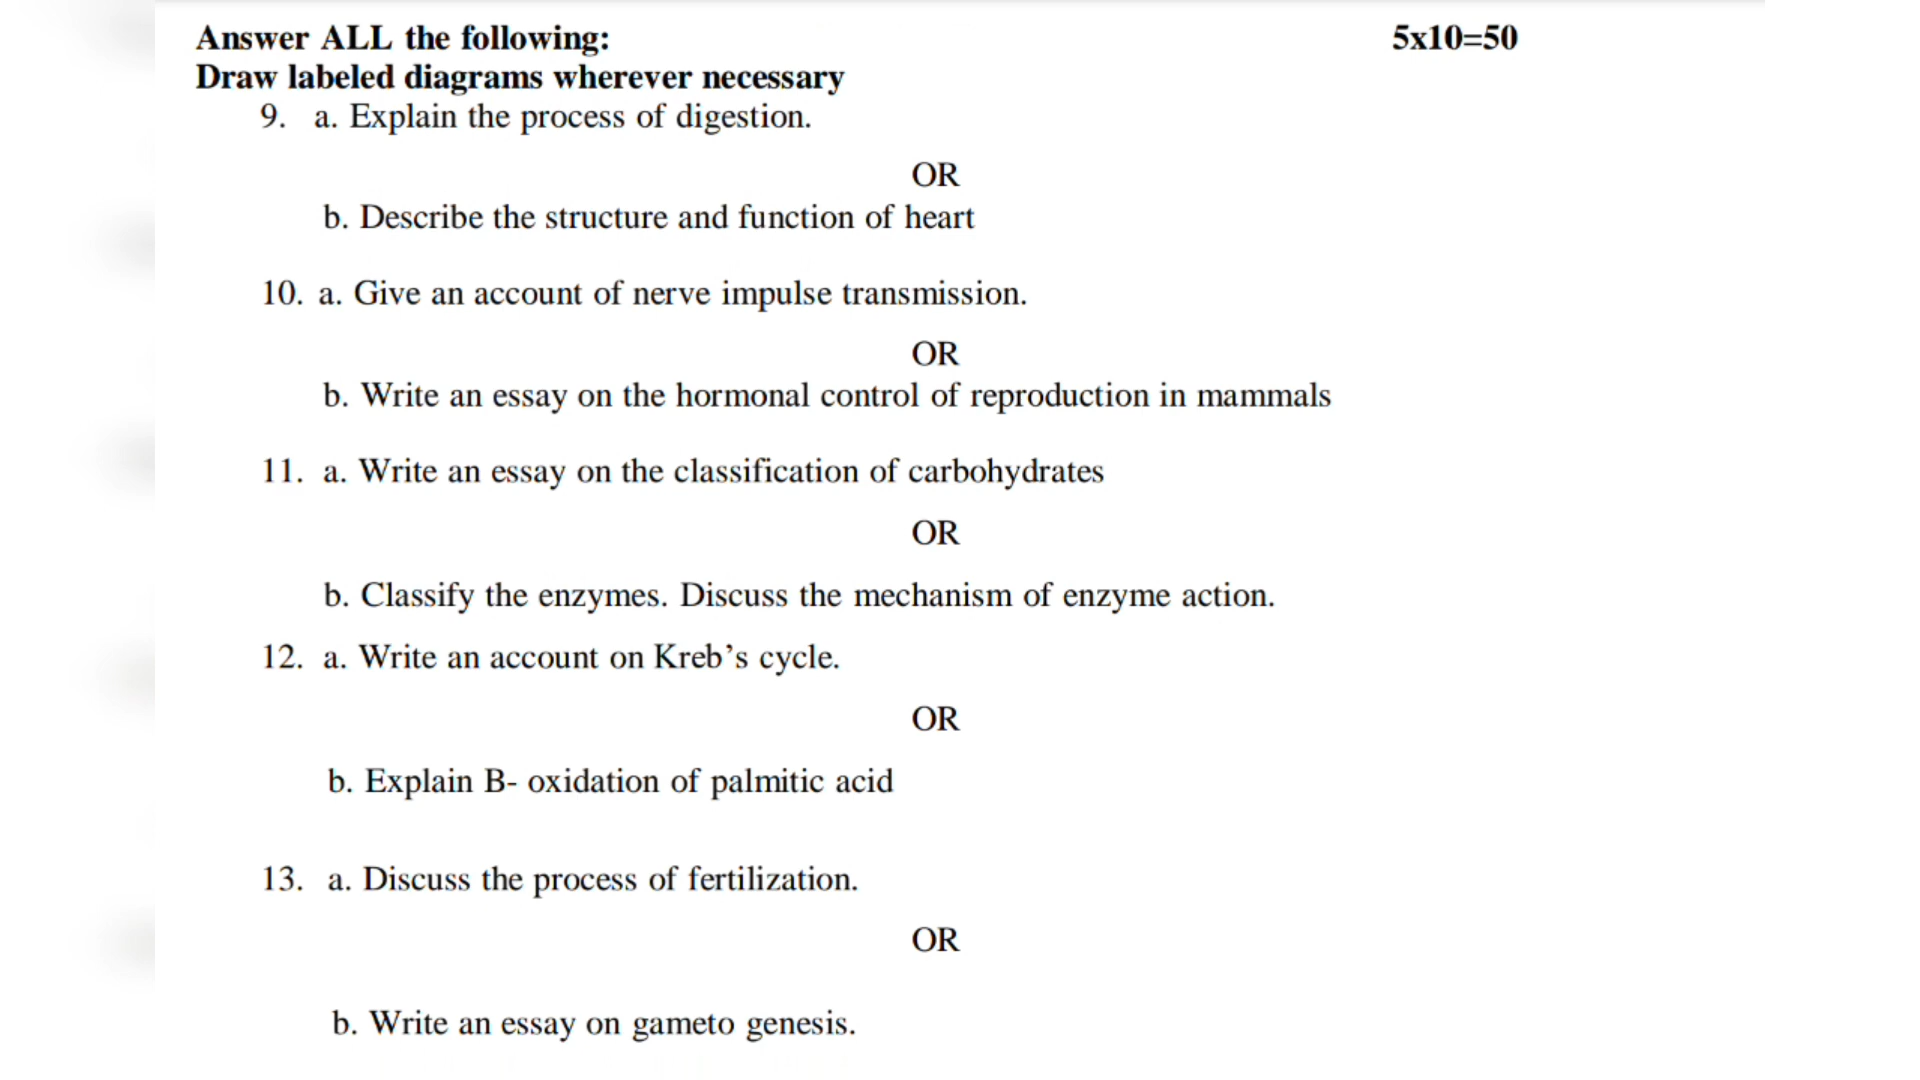 Answer ALL the following: 5x10=50
Draw labeled diagrams wherever necessary
9. a. Explain the process of digestion.
OR
b. Describe the structure and function of heart
10. a. Give an account of nerve impulse transmission.
OR
b. Write an essay on the hormonal control of reproduction in mammals
11. a. Write an essay on the classification of carbohydrates
OR
b. Classify the enzymes. Discuss the mechanism of enzyme action.
12. a. Write an account on Kreb’s cycle.
OR
b. Explain B- oxidation of palmitic acid
13. a. Discuss the process of fertilization.
OR
b. Write an essay on gameto genesis.